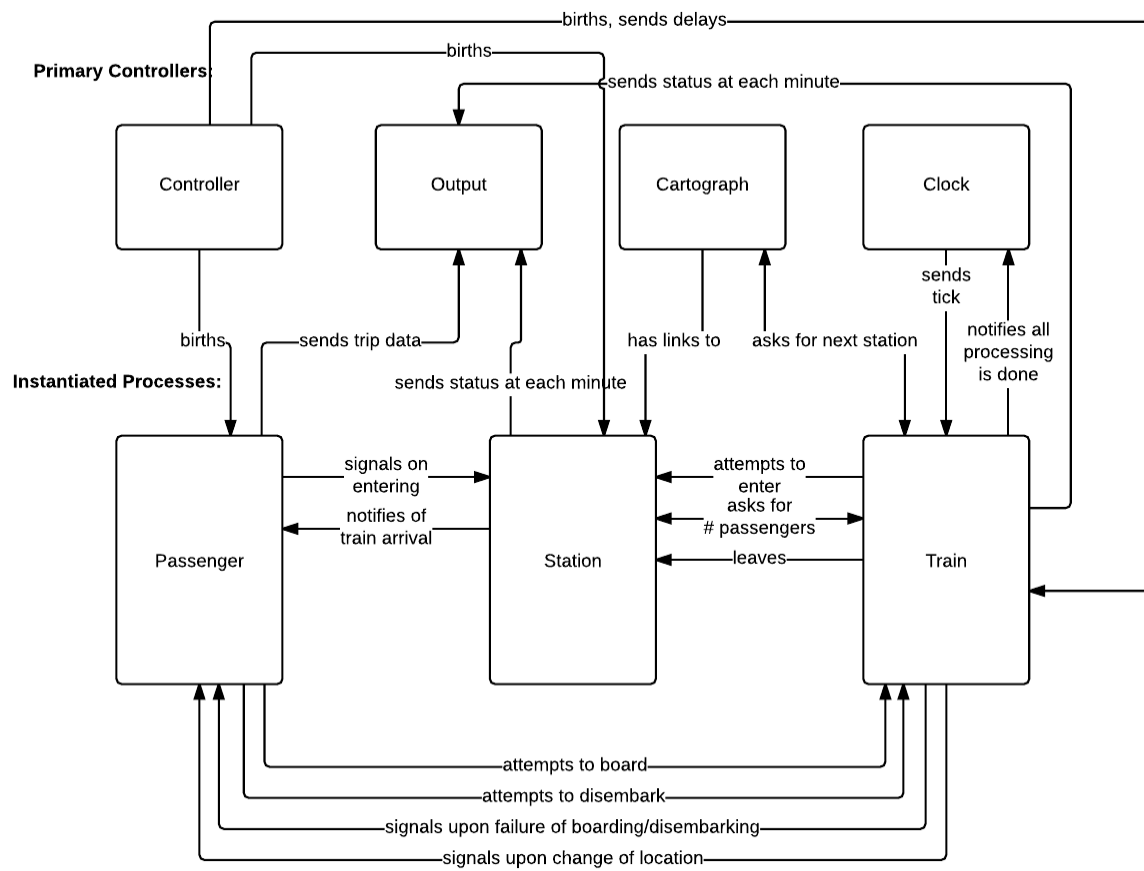 births, sends delays
births
Primary Controllers:
sends status at each minute
Controller
Output
Cartograph
Clock
sends
tick
births
sends trip data
has links to
asks for next station
notifies all
processing
is done
Instantiated Processes:
sends status at each minute
signals on
entering
attempts to
enter
asks for
# passengers
notifies of
train arrival
leaves
Passenger
Station
Train
attempts to board
attempts to disembark
signals upon failure of boarding/disembarking
signals upon change of location